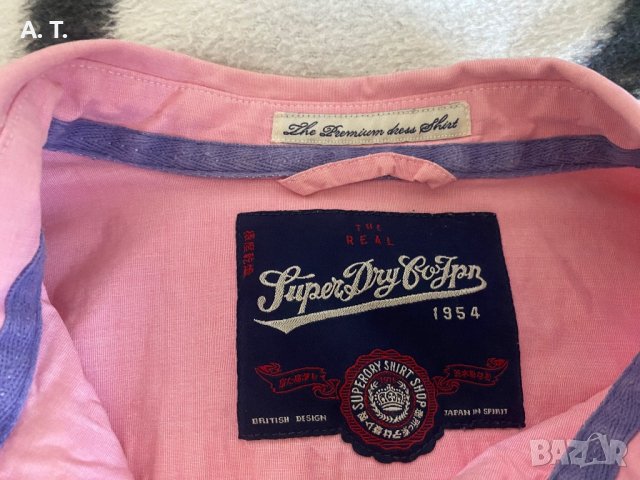 A. T.
The Premium dress Shirt
THE
REAL
SuperDry Co Jpn
1954
SUPERDRY SHIRT SHOP
BRITISH DESIGN
JAPAN IN SPIRIT
BAZAR